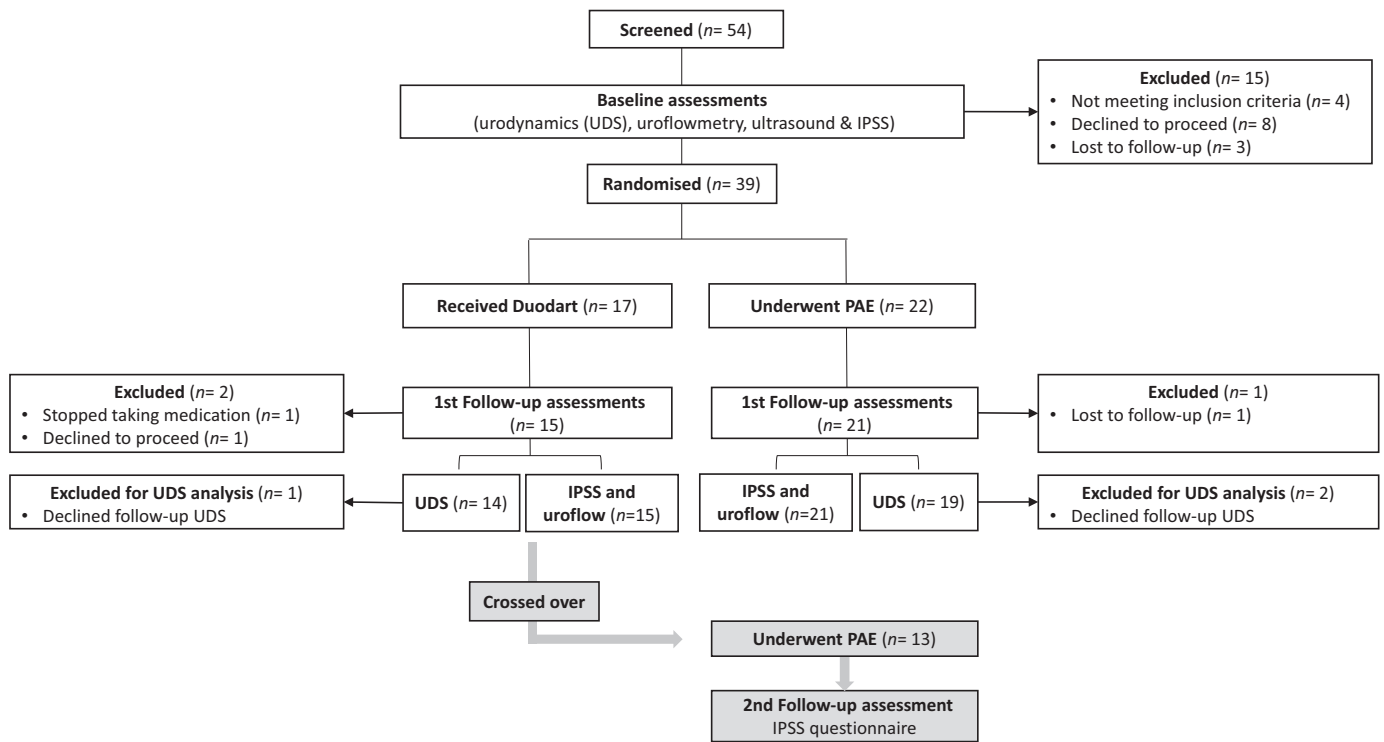 Screened (n= 54)
Baseline assessments
(urodynamics (UDS), uroflowmetry, ultrasound & IPSS)
Excluded (n= 15)
• Not meeting inclusion criteria (n= 4)
• Declined to proceed (n= 8)
• Lost to follow-up (n= 3)
Randomised (n= 39)
Received Duodart (n= 17)
Underwent PAE (n= 22)
Excluded (n= 2)
• Stopped taking medication (n= 1)
• Declined to proceed (n= 1)
1st Follow-up assessments
(n= 15)
1st Follow-up assessments
(n= 21)
Excluded (n= 1)
• Lost to follow-up (n= 1)
Excluded for UDS analysis (n= 1)
• Declined follow-up UDS
UDS (n= 14)
IPSS and
uroflow (n=15)
IPSS and
uroflow (n=21)
UDS (n= 19)
Excluded for UDS analysis (n= 2)
• Declined follow-up UDS
Crossed over
Underwent PAE (n= 13)
2nd Follow-up assessment
IPSS questionnaire